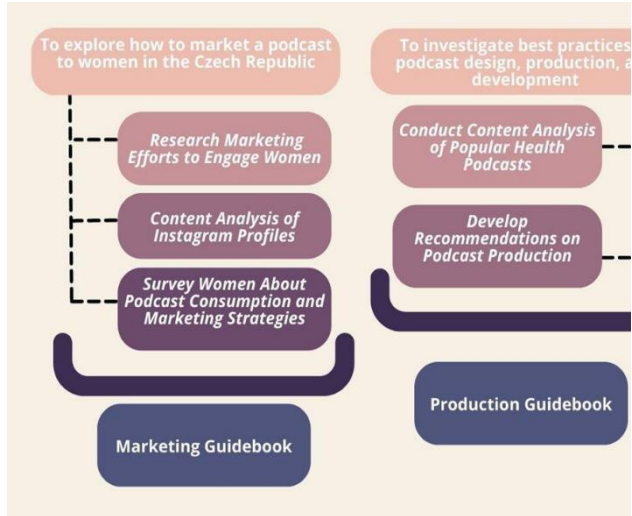 To explore how to market a podcast
to women in the Czech Republic
Research Marketing
Efforts to Engage Women
Content Analysis of
Instagram Profiles
Survey Women About
Podcast Consumption and
Marketing Strategies
Marketing Guidebook
To investigate best practices
podcast design, production, a
development
Conduct Content Analysis
of Popular Health
Podcasts
Develop
Recommendations on
Podcast Production
Production Guidebook